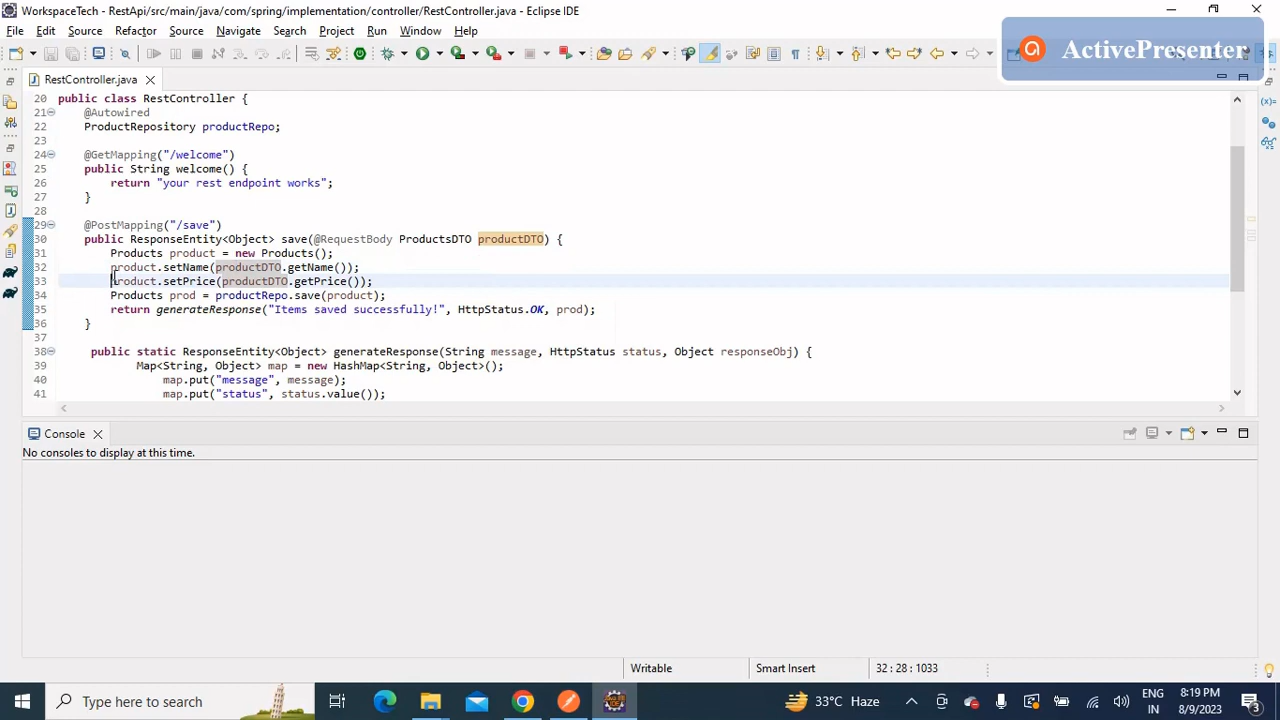 WorkspaceTech - RestApi/src/main/java/com/spring/implementation/controller/RestController.java - Eclipse IDE
File Edit Source Refactor Source Navigate Search Project Run Window Help
ActivePresenter
RestController.java
20 public class RestController {
21 @Autowired
22 ProductRepository productRepo;
23
24 @GetMapping("/welcome")
25 public String welcome() {
26 return "your rest endpoint works";
27 }
28
29 @PostMapping("/save")
30 public ResponseEntity<Object> save(@RequestBody ProductsDTO productDTO) {
31 Products product = new Products();
32 product.setName(productDTO.getName());
33 product.setPrice(productDTO.getPrice());
34 Products prod = productRepo.save(product);
35 return generateResponse("Items saved successfully!", HttpStatus.OK, prod);
36 }
37
38 public static ResponseEntity<Object> generateResponse(String message, HttpStatus status, Object responseObj) {
39 Map<String, Object> map = new HashMap<String, Object>();
40 map.put("message", message);
41 map.put("status", status.value());
Console
No consoles to display at this time.
Writable Smart Insert 32 : 28 : 1033
Type here to search
33°C Haze
ENG
IN
8:19 PM
8/9/2023
3